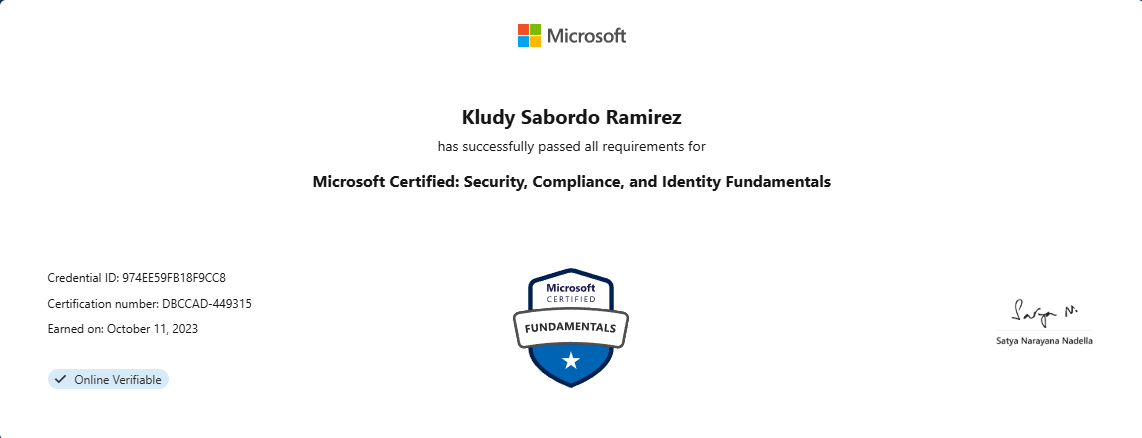 Microsoft
Kludy Sabordo Ramirez
has successfully passed all requirements for
Microsoft Certified: Security, Compliance, and Identity Fundamentals
Credential ID: 974EE59FB18F9CC8
Certification number: DBCCAD-449315
Earned on: October 11, 2023
Online Verifiable
Microsoft
CERTIFIED
FUNDAMENTALS
Satya N.
Satya Narayana Nadella